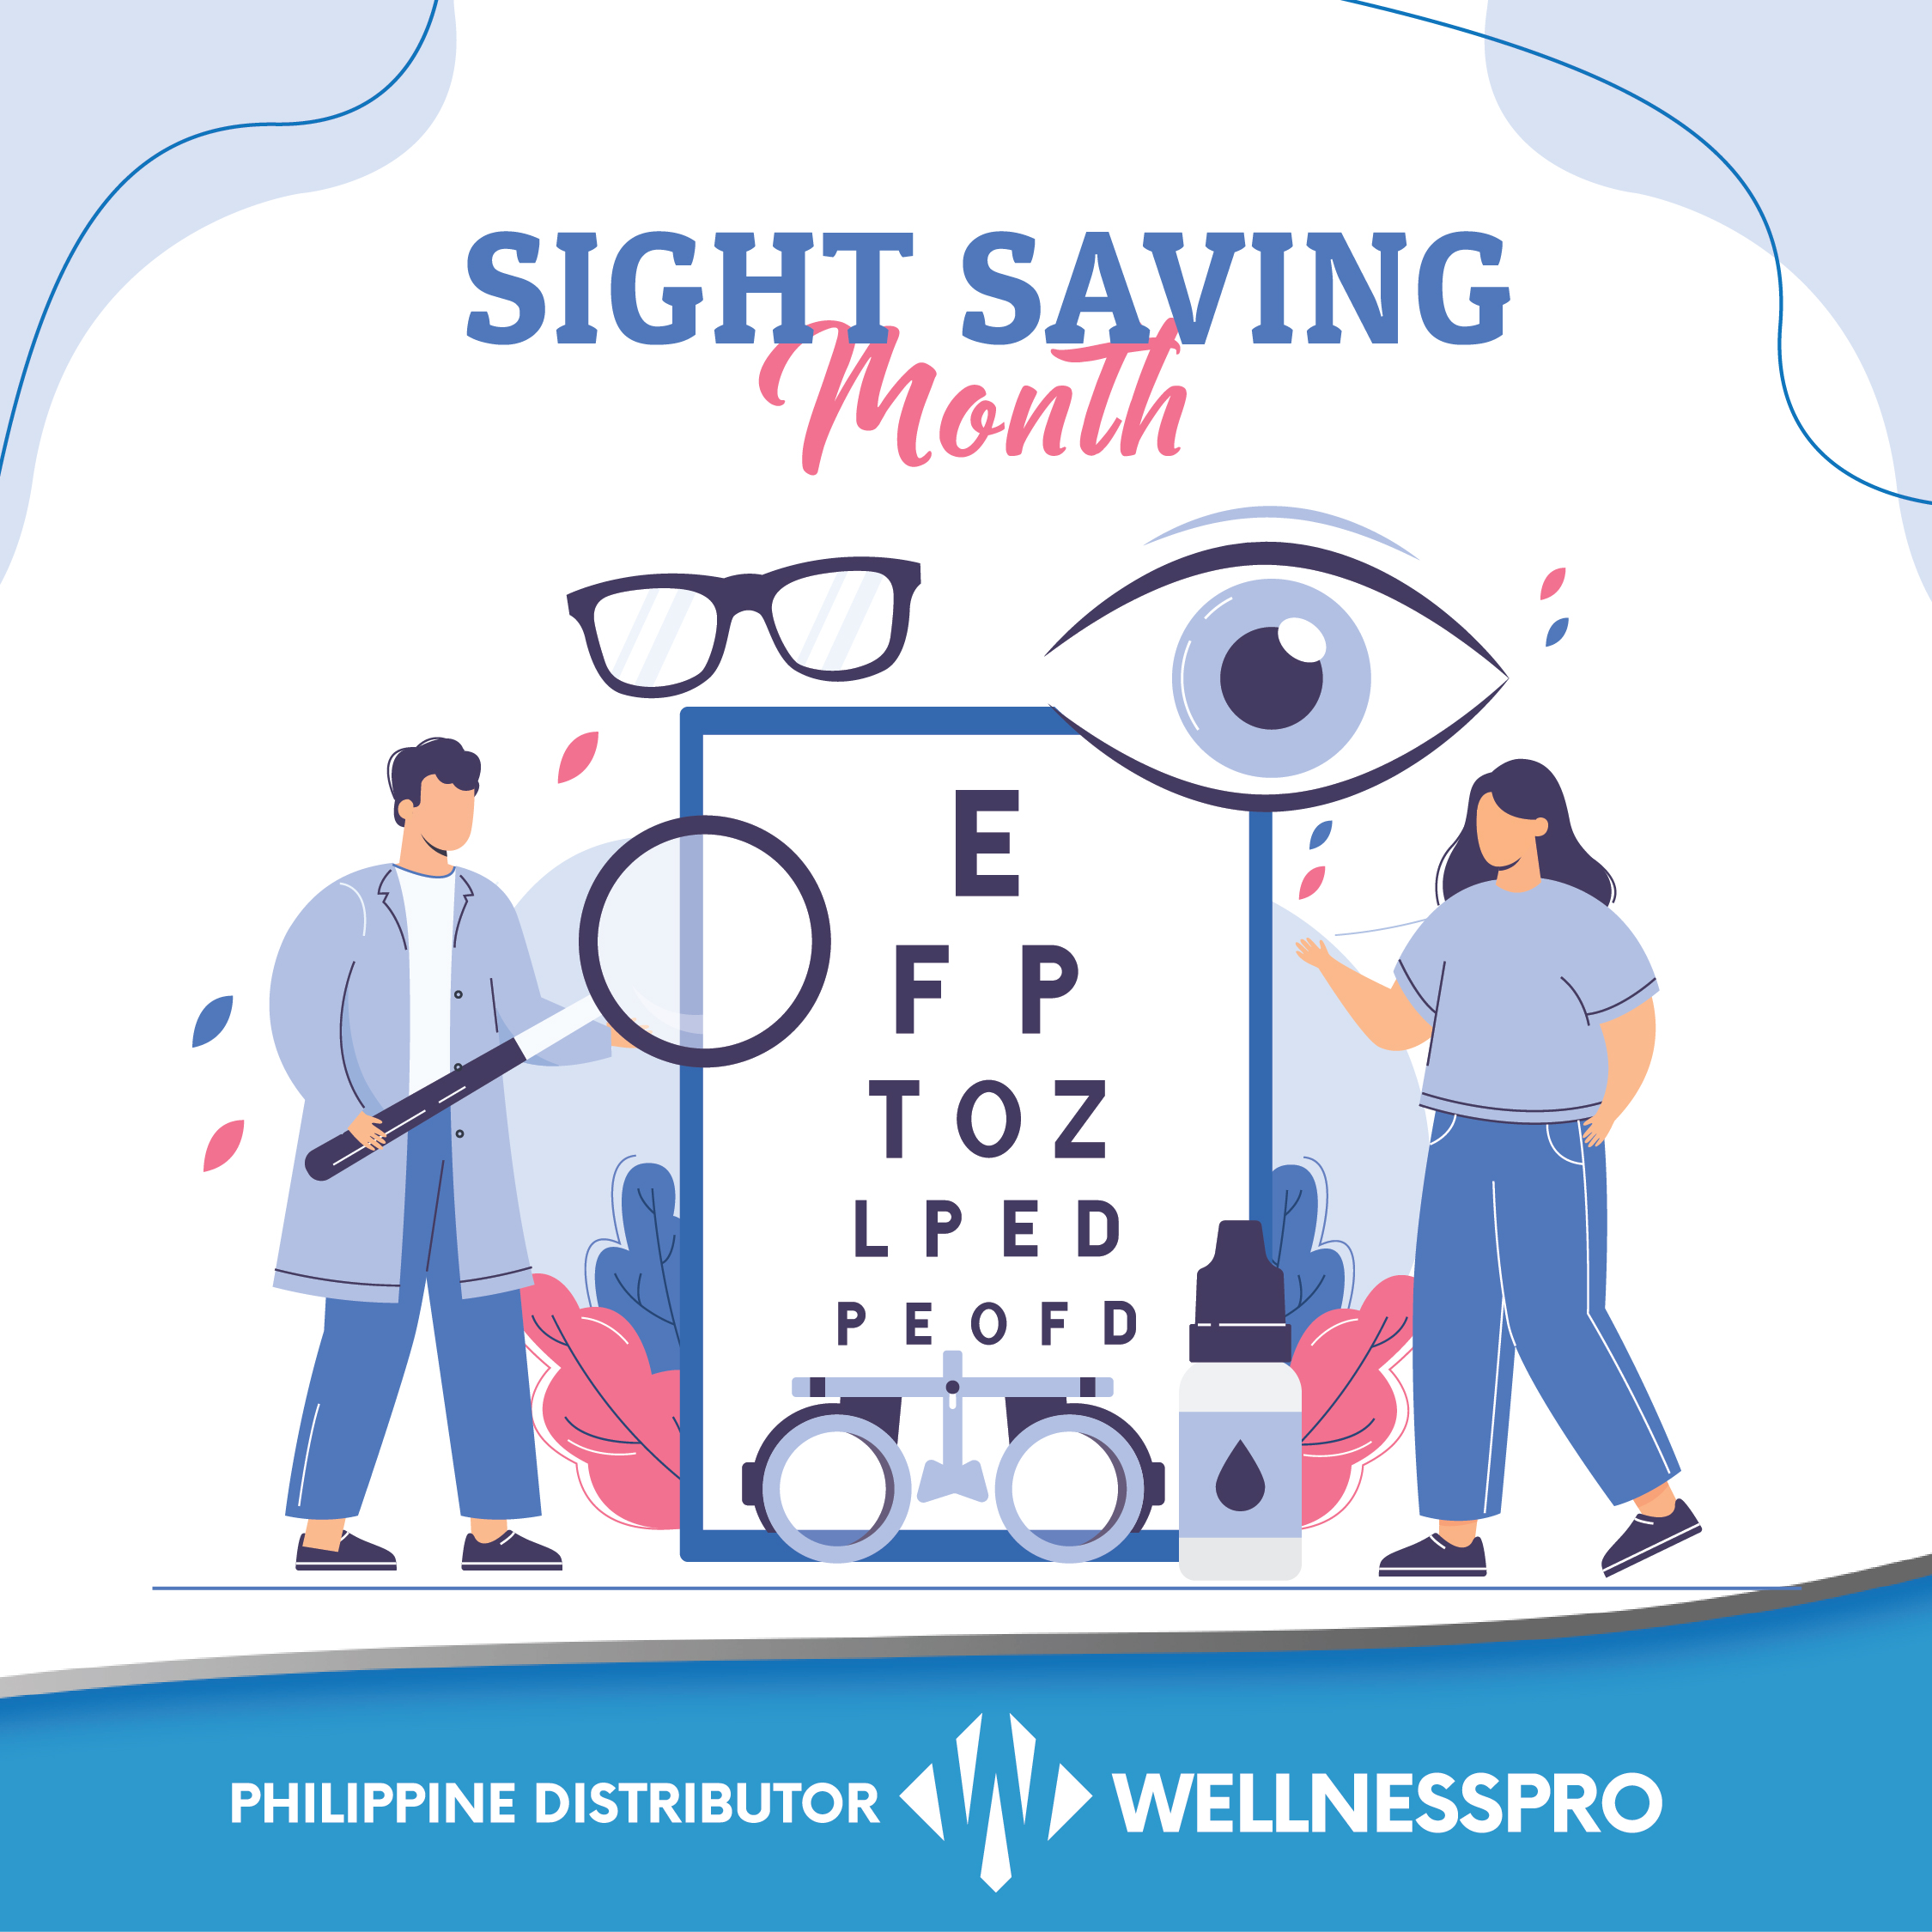 SIGHT SAVING
Month
E
F P
T O Z
L P E D
P E O F D
PHILIPPINE DISTRIBUTOR WELLNESSPRO